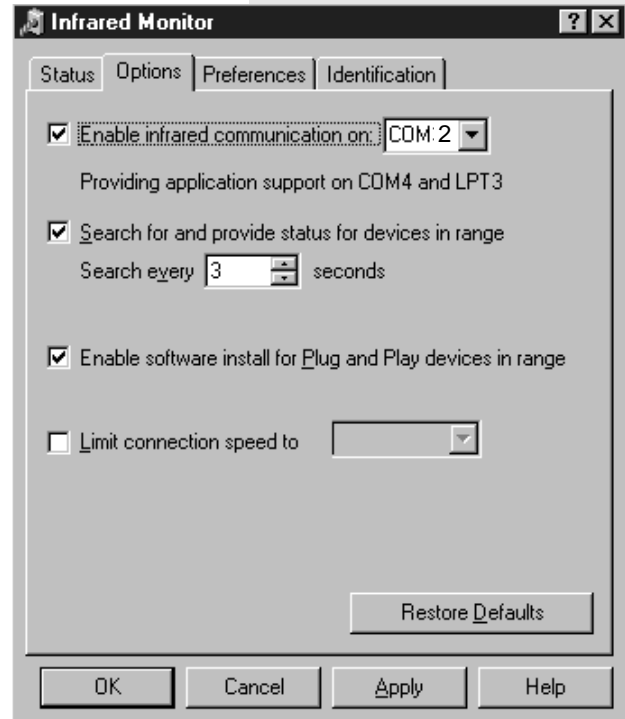 Infrared Monitor
Status Options Preferences Identification
Enable infrared communication on: COM:2
Providing application support on COM4 and LPT3
Search for and provide status for devices in range
Search every 3 seconds
Enable software install for Plug and Play devices in range
Limit connection speed to
Restore Defaults
OK Cancel Apply Help